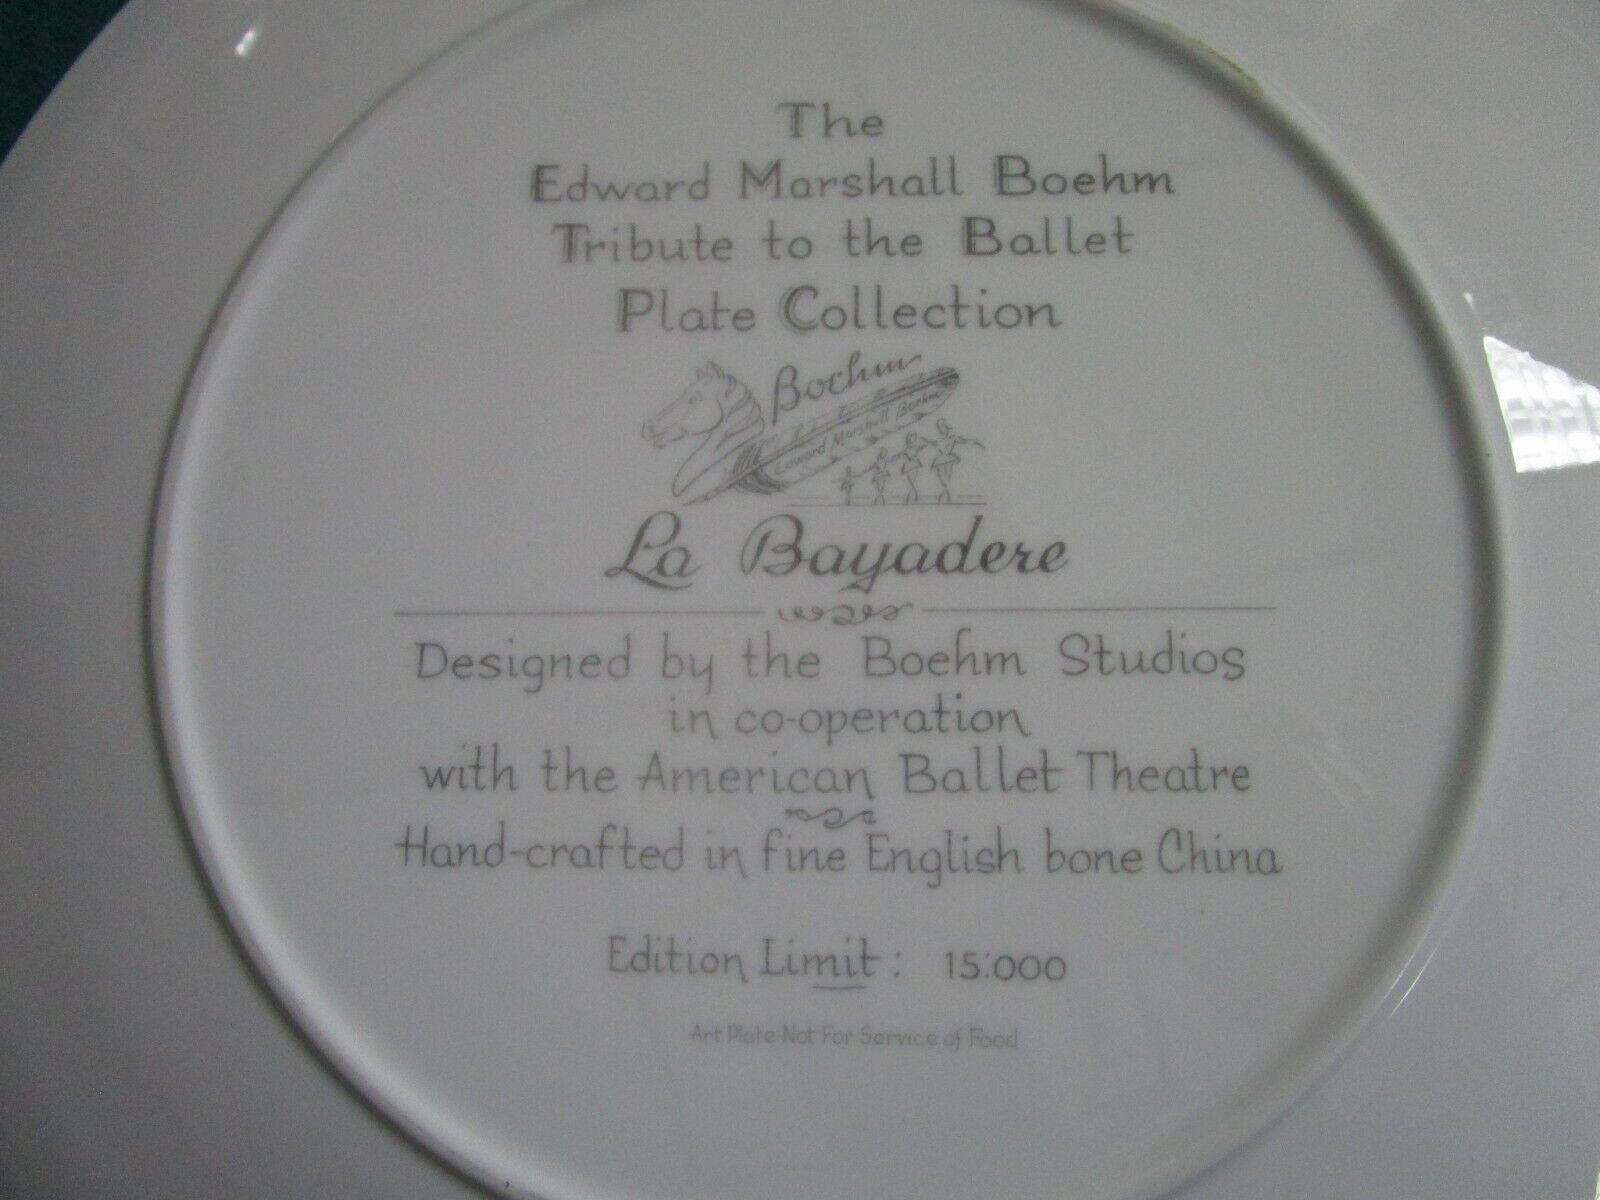 The
Edward Marshall Boehm
Tribute to the Ballet
Plate Collection
Boehm
Edward Marshall Boehm
La Bayadere
Designed by the Boehm Studios
in co-operation
with the American Ballet Theatre
Hand-crafted in fine English bone China
Edition Limit: 15:000
Art Plate-Not For Service of Food